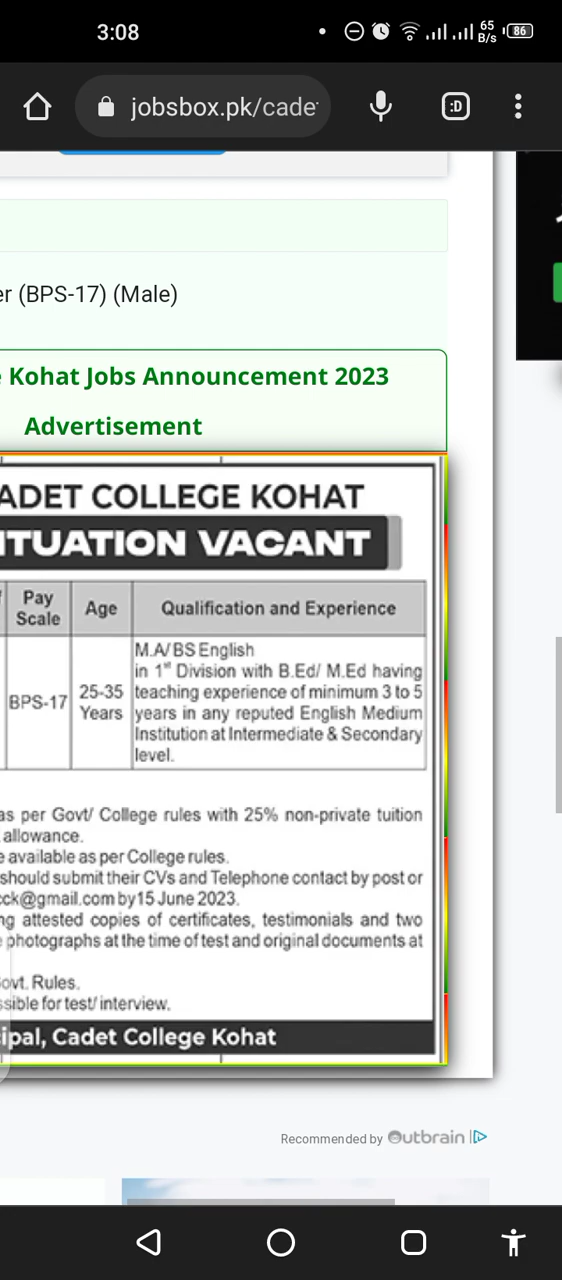 3:08
65
B/s
86
jobsbox.pk/cade
:D
er (BPS-17) (Male)
Kohat Jobs Announcement 2023
Advertisement
ADET COLLEGE KOHAT
ITUATION VACANT
Pay Scale
Age
Qualification and Experience
BPS-17
25-35 Years
M.A/ BS English
in 1st Division with B.Ed/ M.Ed having
teaching experience of minimum 3 to 5
years in any reputed English Medium
Institution at Intermediate & Secondary
level.
as per Govt/ College rules with 25% non-private tuition
allowance.
e available as per College rules.
should submit their CVs and Telephone contact by post or
cck@gmail.com by15 June 2023.
ng attested copies of certificates, testimonials and two
photographs at the time of test and original documents at
ovt. Rules.
ssible for test/ interview.
ipal, Cadet College Kohat
Recommended by Outbrain